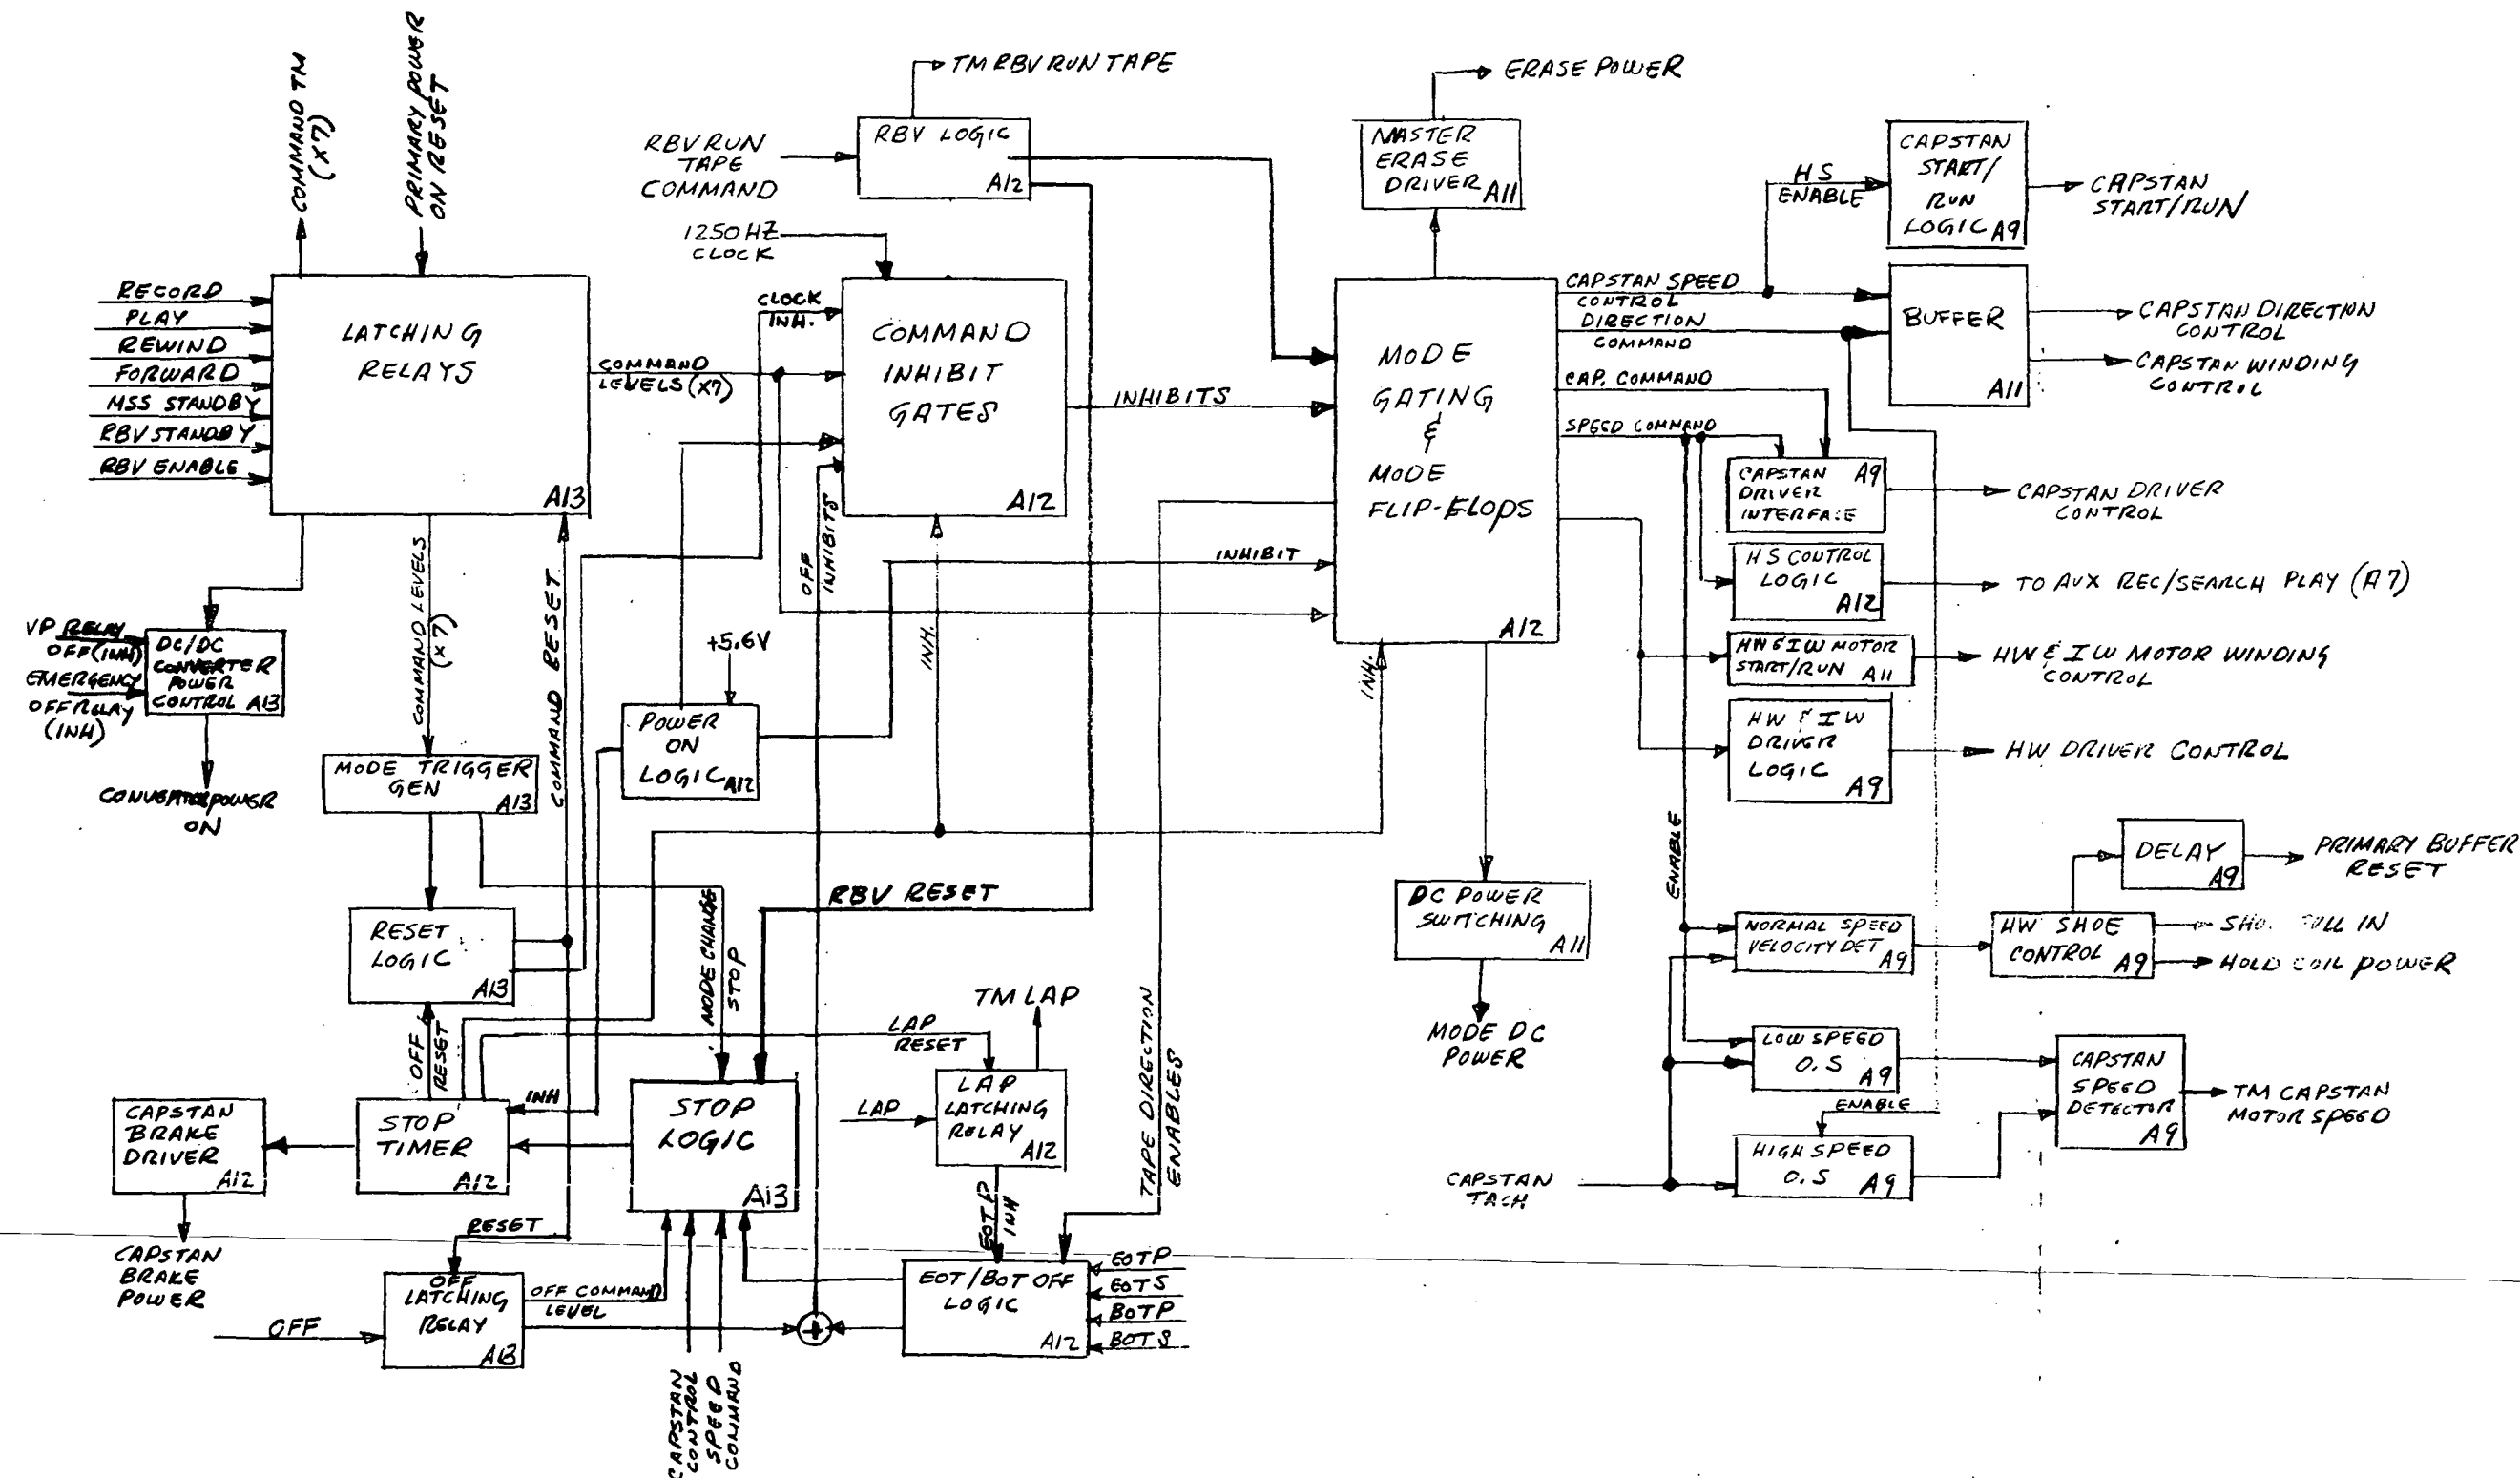 COMMAND TM
(X7)
PRIMARY POWER
ON RESET
TM RBV RUN TAPE
ERASE POWER
RBV RUN
TAPE
COMMAND
RBV LOGIC
A12
MASTER
ERASE
DRIVER
A11
HS
ENABLE
CAPSTAN
START/
RUN
LOGIC A9
CAPSTAN
START/RUN
1250 HZ
CLOCK
RECORD
PLAY
REWIND
FORWARD
MSS STANDBY
RBV STANDBY
RBV ENABLE
LATCHING
RELAYS
A13
COMMAND
LEVELS (X7)
CLOCK
INH.
COMMAND
INHIBIT
GATES
A12
INHIBITS
MODE
GATING
&
MODE
FLIP-FLOPS
A12
CAPSTAN SPEED
CONTROL
DIRECTION
COMMAND
CAP. COMMAND
SPEED COMMAND
BUFFER
A11
CAPSTAN DIRECTION
CONTROL
CAPSTAN WINDING
CONTROL
CAPSTAN A9
DRIVER
INTERFACE
CAPSTAN DRIVER
CONTROL
HS CONTROL
LOGIC
A12
TO AUX REC/SEARCH PLAY (A7)
HW & IW MOTOR
START/RUN A11
HW & IW MOTOR WINDING
CONTROL
HW & IW
DRIVER
LOGIC
A9
HW DRIVER CONTROL
VP RELAY
OFF (INH)
EMERGENCY
OFF RELAY
(INH)
DC/DC
CONVERTER
POWER
CONTROL A13
CONVERTER POWER
ON
COMMAND LEVELS
(X7)
COMMAND RESET
OFF
INHIBITS
INH.
INHIBIT
INH.
+5.6V
POWER
ON
LOGIC A12
MODE TRIGGER
GEN
A13
RESET
LOGIC
A13
MODE CHANGE
STOP
RBV RESET
TAPE DIRECTION
ENABLES
DC POWER
SWITCHING
A11
MODE DC
POWER
ENABLE
DELAY
A9
PRIMARY BUFFER
RESET
NORMAL SPEED
VELOCITY DET
A9
HW SHOE
CONTROL A9
IN
HOLD COIL POWER
LOW SPEED
O.S A9
ENABLE
HIGH SPEED
O.S A9
CAPSTAN
SPEED
DETECTOR
A9
TM CAPSTAN
MOTOR SPEED
CAPSTAN
TACH
OFF
RESET
LAP
RESET
TM LAP
LAP
LAP
LATCHING
RELAY
A12
INH
CAPSTAN
BRAKE
DRIVER
A12
STOP
TIMER
A12
STOP
LOGIC
A13
CAPSTAN
BRAKE
POWER
RESET
OFF
OFF
LATCHING
RELAY
A13
OFF COMMAND
LEVEL
+
EOTP
INH
EOT/BOT OFF
LOGIC
A12
EOTP
EOTS
BOTP
BOTS
CAPSTAN
CONTROL
SPEED
COMMAND